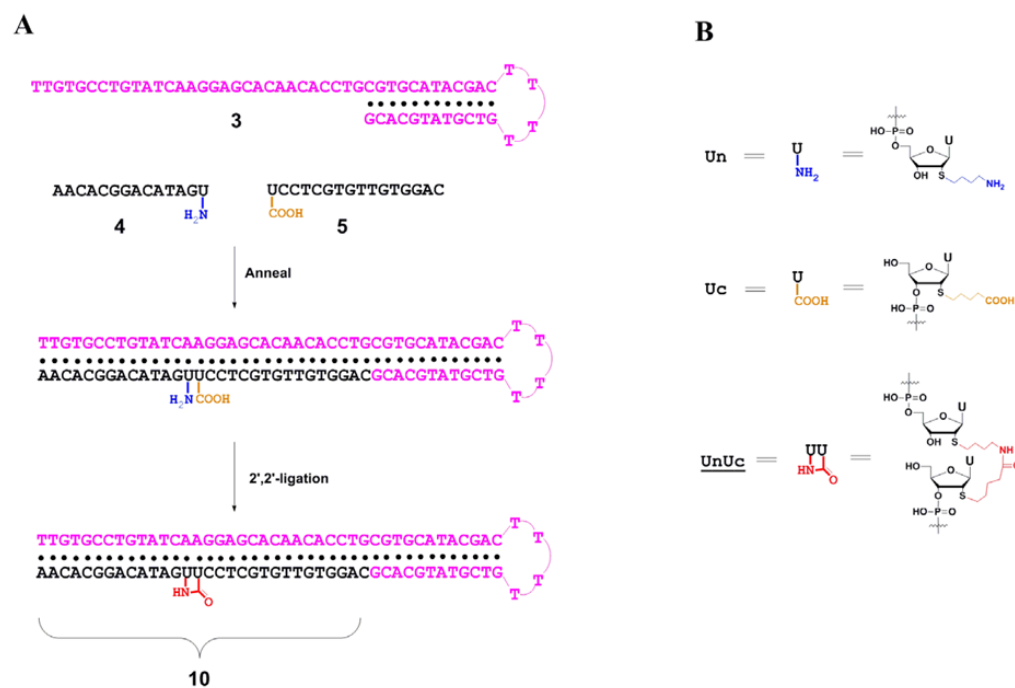 A
B
TTGTGCCTGTATCAAGGAGCACAACACCTGCGTGCATACGAC
T
T
T
T
GCACGTATGCTG
3
AACACGGACATAGU
H2N
4
UCCTCGTGTTGTGGAC
COOH
5
Anneal
TTGTGCCTGTATCAAGGAGCACAACACCTGCGTGCATACGAC
T
T
T
T
AACACGGACATAGUUCCTCGTGTTGTGGACGCACGTATGCTG
H2N
COOH
2',2'-ligation
TTGTGCCTGTATCAAGGAGCACAACACCTGCGTGCATACGAC
T
T
T
T
AACACGGACATAGUUCCTCGTGTTGTGGACGCACGTATGCTG
HN
O
10
Un
U
NH2
HO-P=O
O
O
U
OH
S
NH2
Uc
U
COOH
HO
O
U
O
S
COOH
HO-P=O
O
UnUc
UU
HN
O
HO-P=O
O
O
U
OH
S
NH
O
HO
O
U
O
S
HO-P=O
O